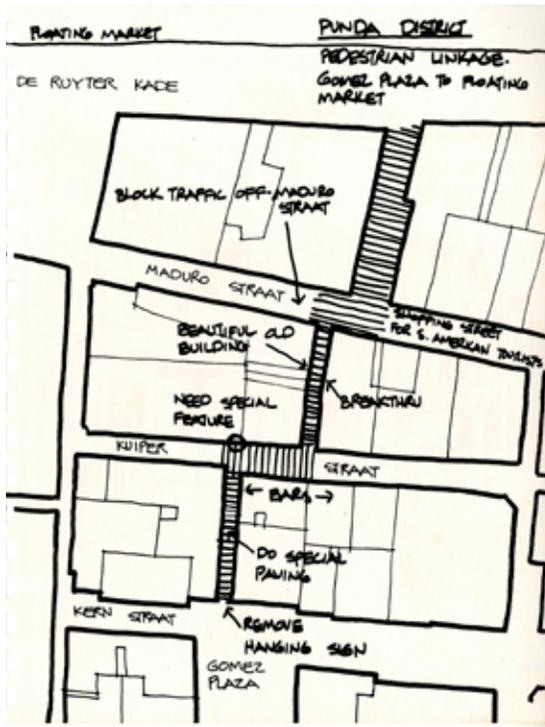 FLOATING MARKET
PUNDA DISTRICT
PEDESTRIAN LINKAGE.
GOMEZ PLAZA TO FLOATING
MARKET
DE RUYTER KADE
BLOCK TRAFFIC OFF MADURO
STRAAT
MADURO STRAAT
SHOPPING STREET
FOR S. AMERICAN TOURISTS
BEAUTIFUL OLD
BUILDING
BREAKTHRU
NEED SPECIAL
FEATURE
KUIPER STRAAT
BARS
DO SPECIAL
PAVING
KERN STRAAT
REMOVE
HANGING SIGN
GOMEZ
PLAZA